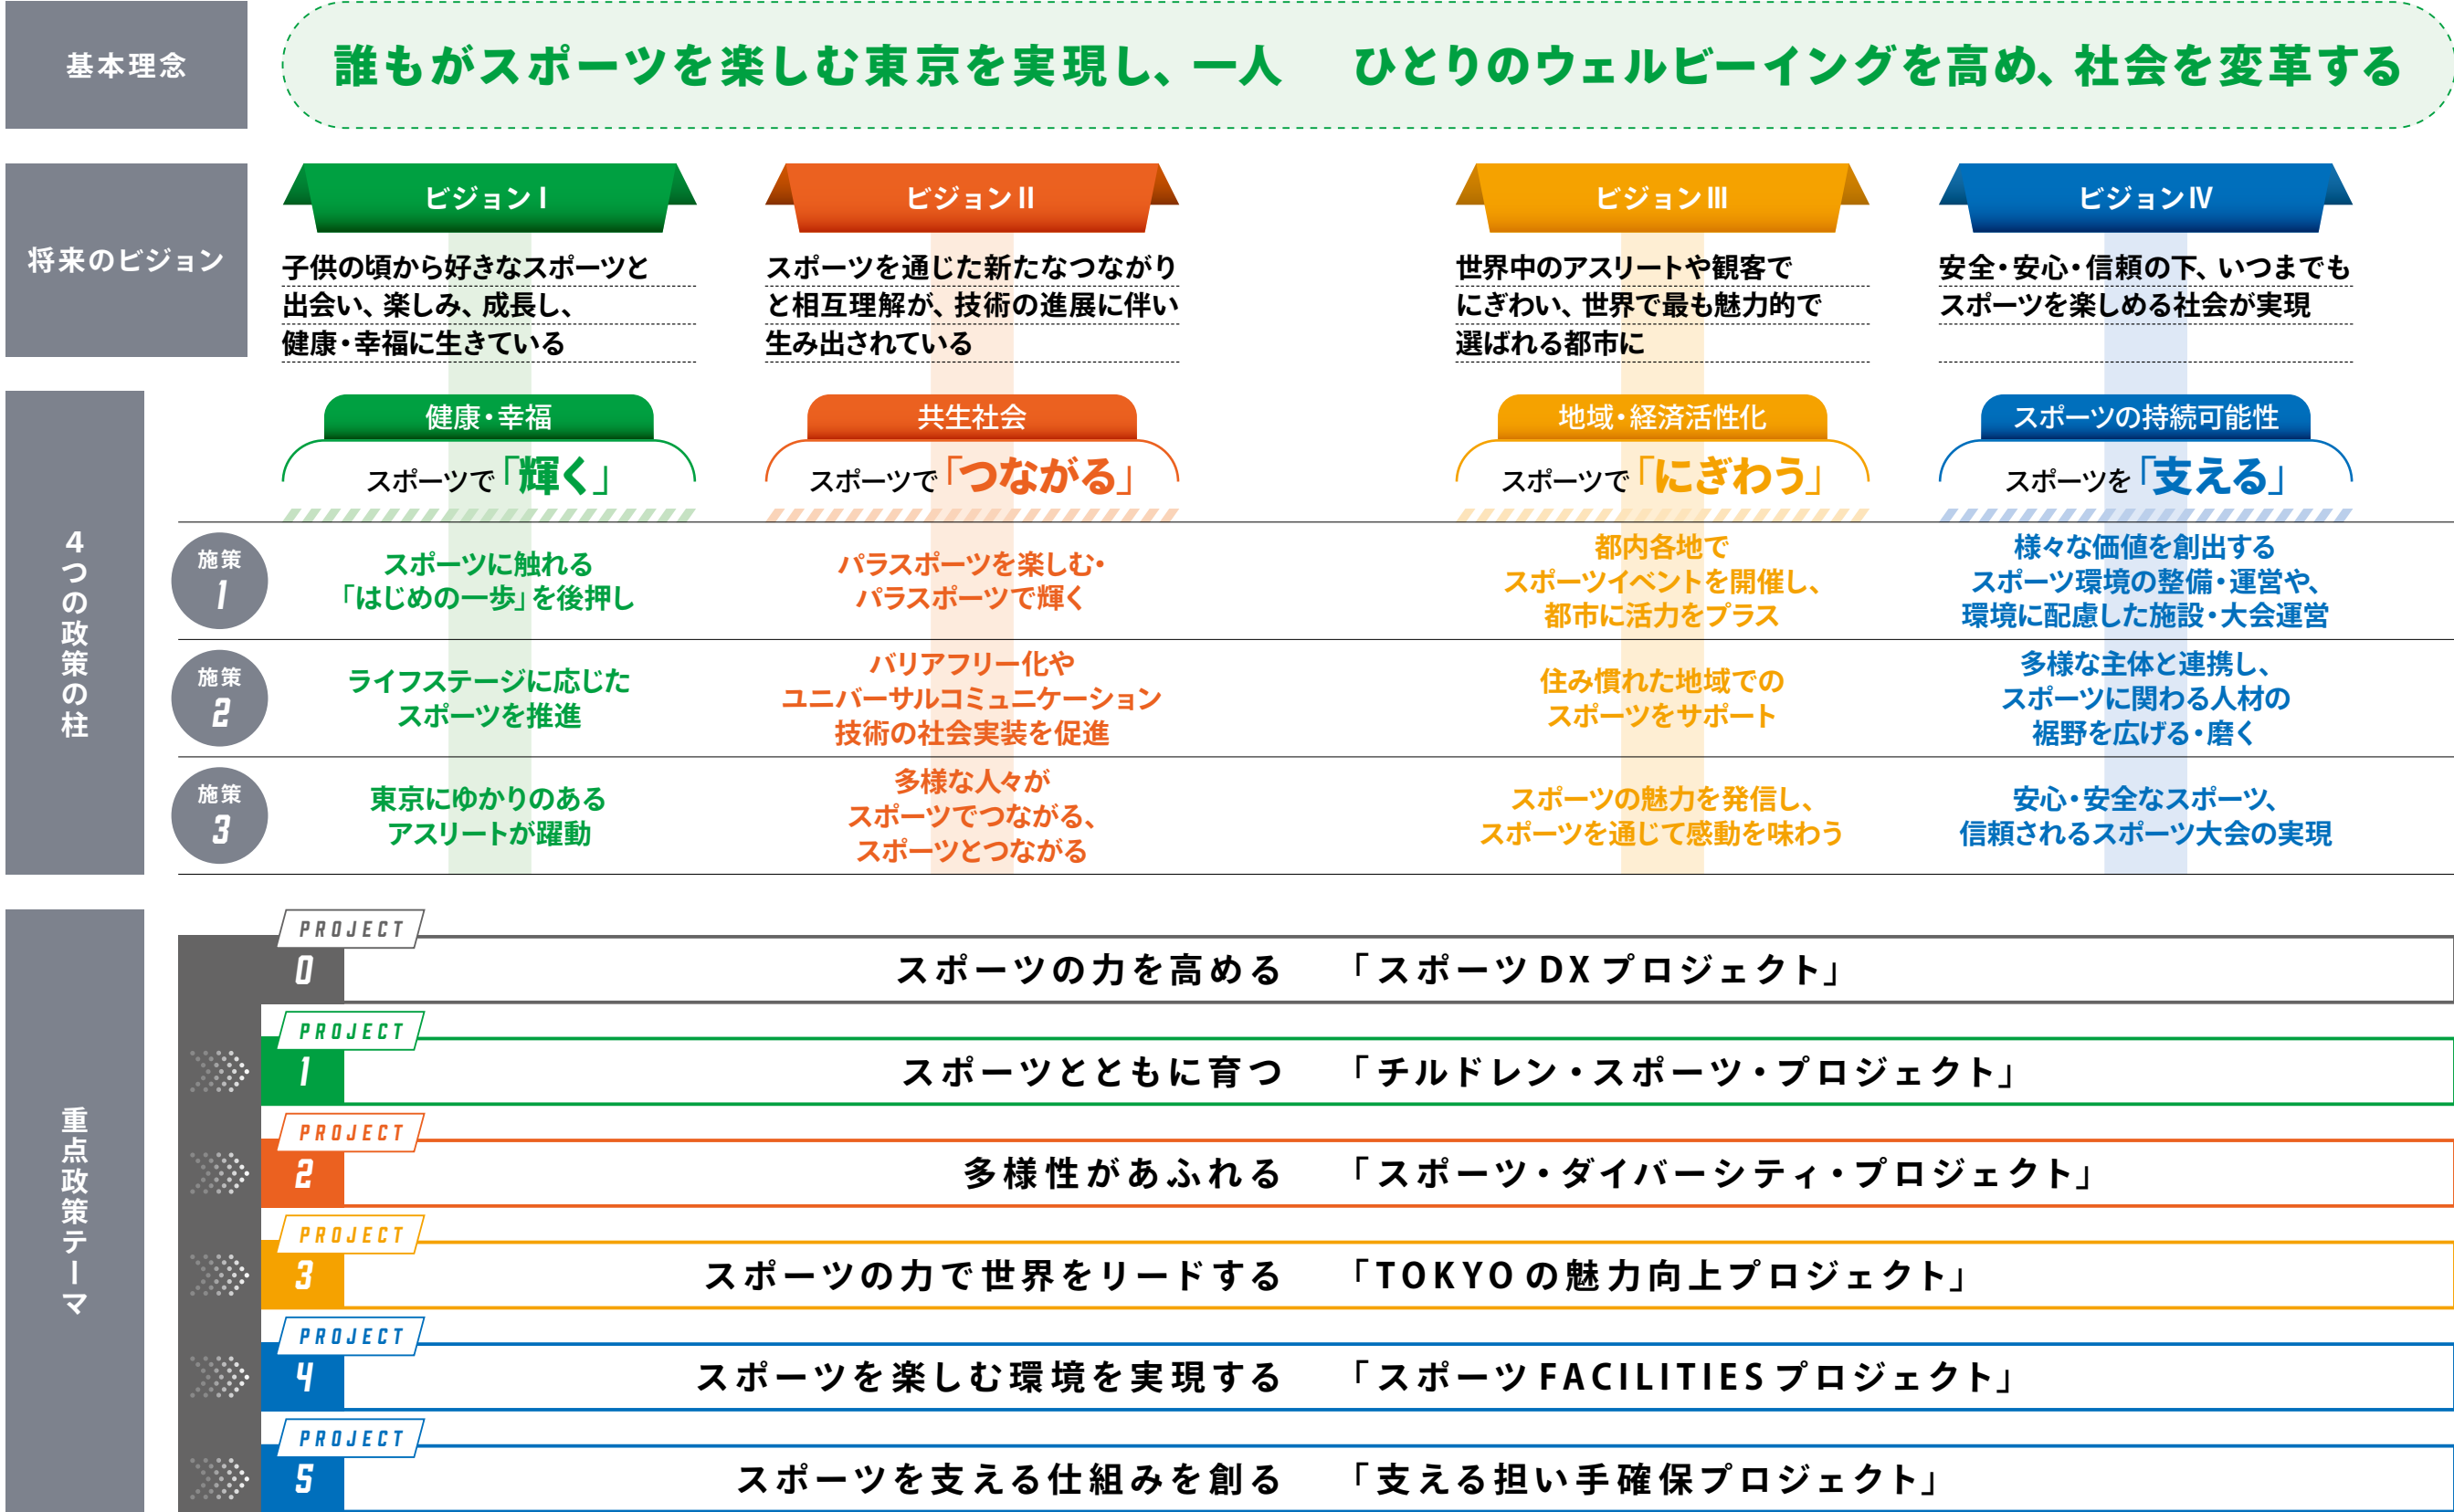 基本理念
誰もがスポーツを楽しむ東京を実現し、一人 ひとりのウェルビーイングを高め、社会を変革する
将来のビジョン
ビジョンⅠ
子供の頃から好きなスポーツと
出会い、楽しみ、成長し、
健康・幸福に生きている
ビジョンⅡ
スポーツを通じた新たなつながり
と相互理解が、技術の進展に伴い
生み出されている
ビジョンⅢ
世界中のアスリートや観客で
にぎわい、世界で最も魅力的で
選ばれる都市に
ビジョンⅣ
安全・安心・信頼の下、いつまでも
スポーツを楽しめる社会が実現
4つの政策の柱
健康・幸福
スポーツで「輝く」
共生社会
スポーツで「つながる」
地域・経済活性化
スポーツで「にぎわう」
スポーツの持続可能性
スポーツを「支える」
施策
1
スポーツに触れる
「はじめの一歩」を後押し
パラスポーツを楽しむ・
パラスポーツで輝く
都内各地で
スポーツイベントを開催し、
都市に活力をプラス
様々な価値を創出する
スポーツ環境の整備・運営や、
環境に配慮した施設・大会運営
施策
2
ライフステージに応じた
スポーツを推進
バリアフリー化や
ユニバーサルコミュニケーション
技術の社会実装を促進
住み慣れた地域での
スポーツをサポート
多様な主体と連携し、
スポーツに関わる人材の
裾野を広げる・磨く
施策
3
東京にゆかりのある
アスリートが躍動
多様な人々が
スポーツでつながる、
スポーツとつながる
スポーツの魅力を発信し、
スポーツを通じて感動を味わう
安心・安全なスポーツ、
信頼されるスポーツ大会の実現
重点政策テーマ
PROJECT
0
スポーツの力を高める 「スポーツDXプロジェクト」
PROJECT
1
スポーツとともに育つ 「チルドレン・スポーツ・プロジェクト」
PROJECT
2
多様性があふれる 「スポーツ・ダイバーシティ・プロジェクト」
PROJECT
3
スポーツの力で世界をリードする 「TOKYOの魅力向上プロジェクト」
PROJECT
4
スポーツを楽しむ環境を実現する 「スポーツFACILITIESプロジェクト」
PROJECT
5
スポーツを支える仕組みを創る 「支える担い手確保プロジェクト」